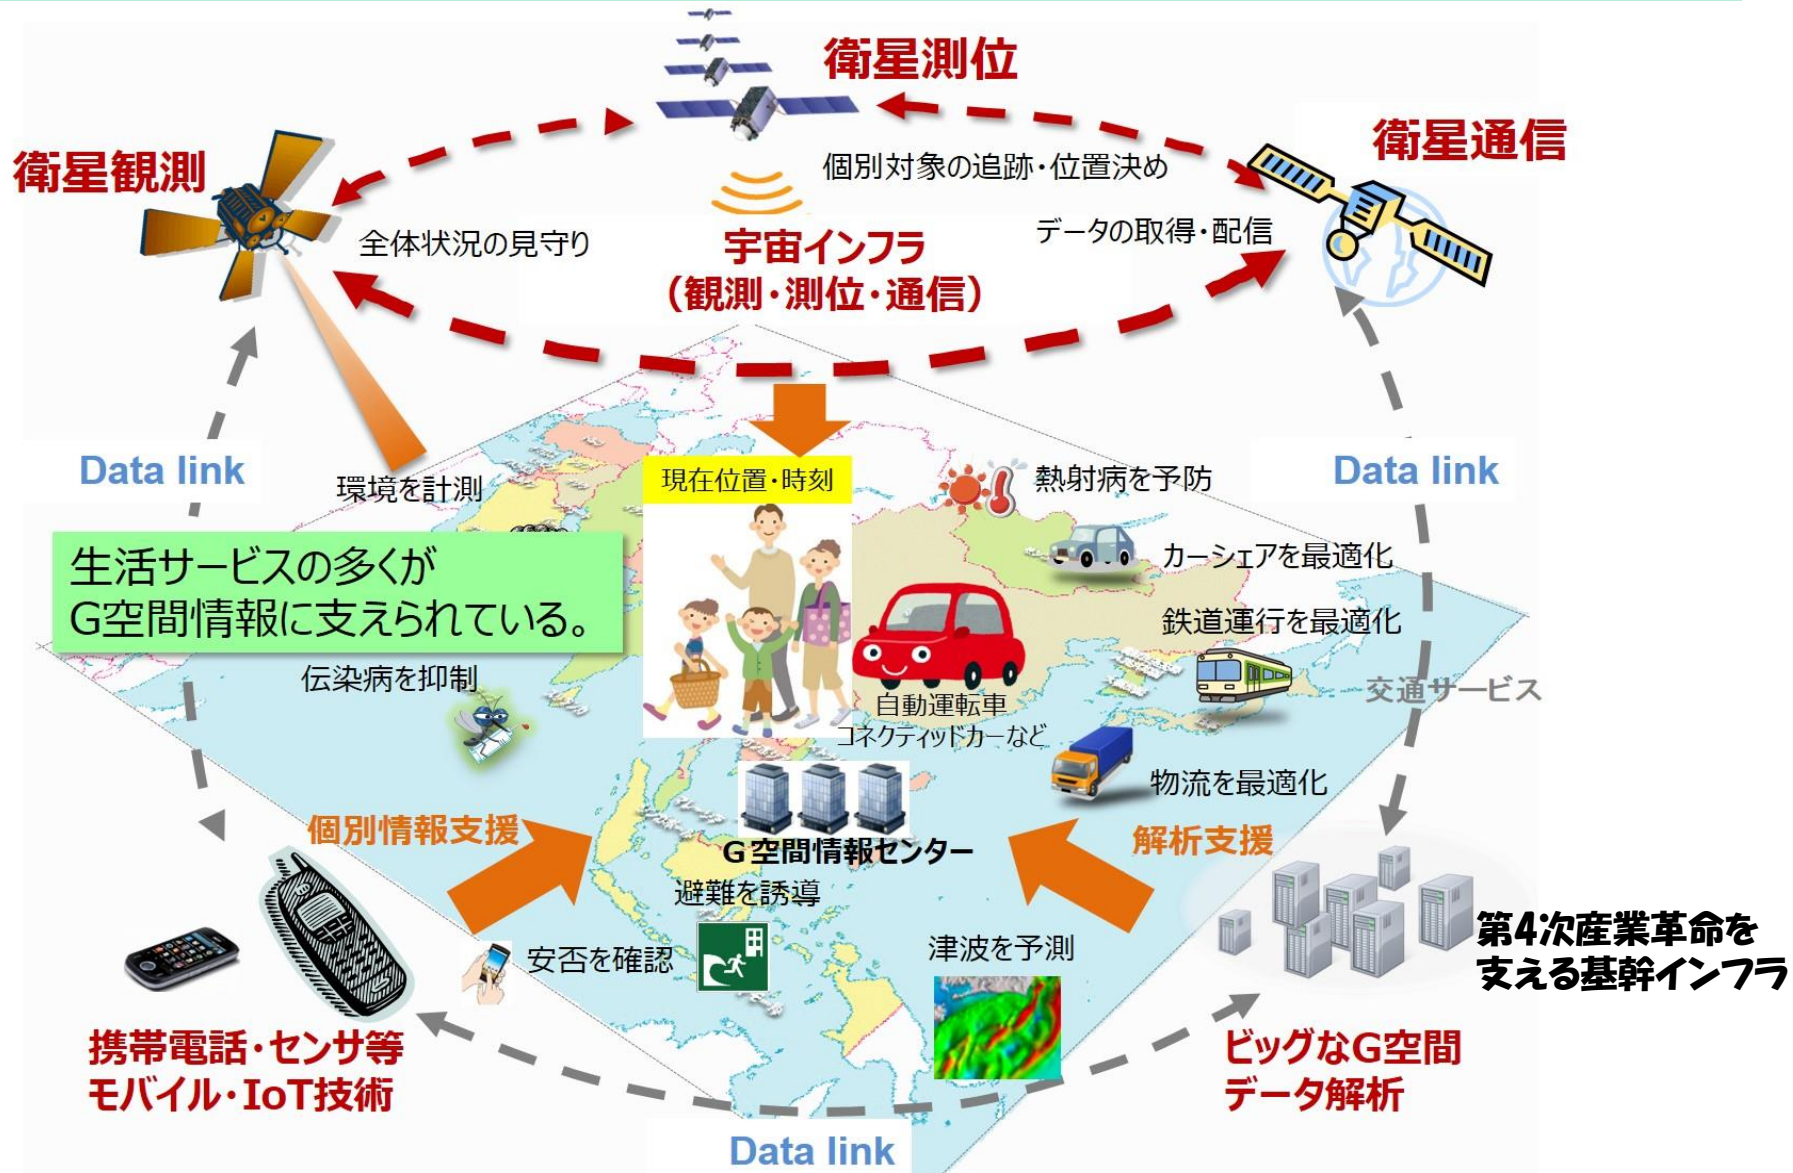 衛星測位
衛星通信
衛星観測
個別対象の追跡・位置決め
全体状況の見守り
データの取得・配信
宇宙インフラ
（観測・測位・通信）
Data link
Data link
環境を計測
現在位置・時刻
熱射病を予防
カーシェアを最適化
生活サービスの多くが
G空間情報に支えられている。
鉄道運行を最適化
伝染病を抑制
交通サービス
自動運転車
コネクティッドカーなど
物流を最適化
個別情報支援
解析支援
G空間情報センター
避難を誘導
安否を確認
津波を予測
第4次産業革命を
支える基幹インフラ
携帯電話・センサ等
モバイル・IoT技術
ビッグなG空間
データ解析
Data link